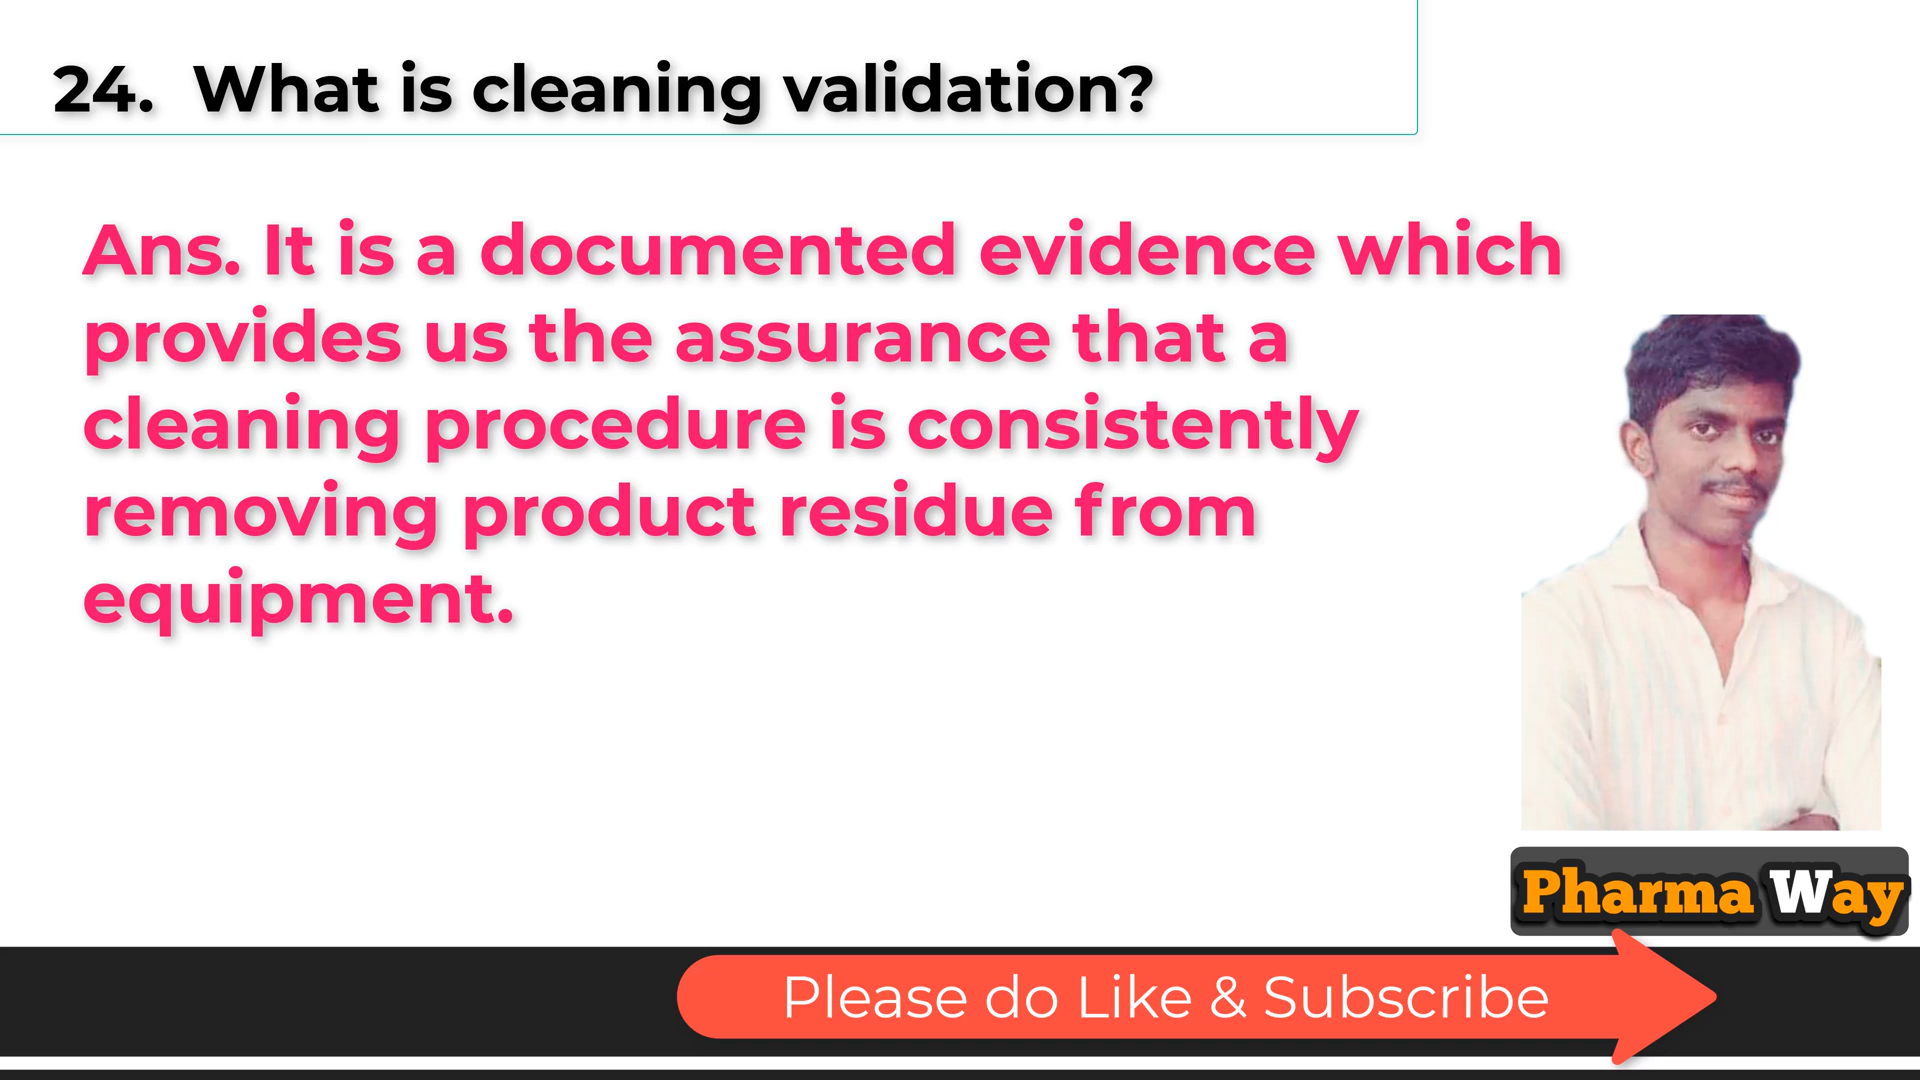 24. What is cleaning validation?
Ans. It is a documented evidence which
provides us the assurance that a
cleaning procedure is consistently
removing product residue from
equipment.
Pharma Way
Please do Like & Subscribe